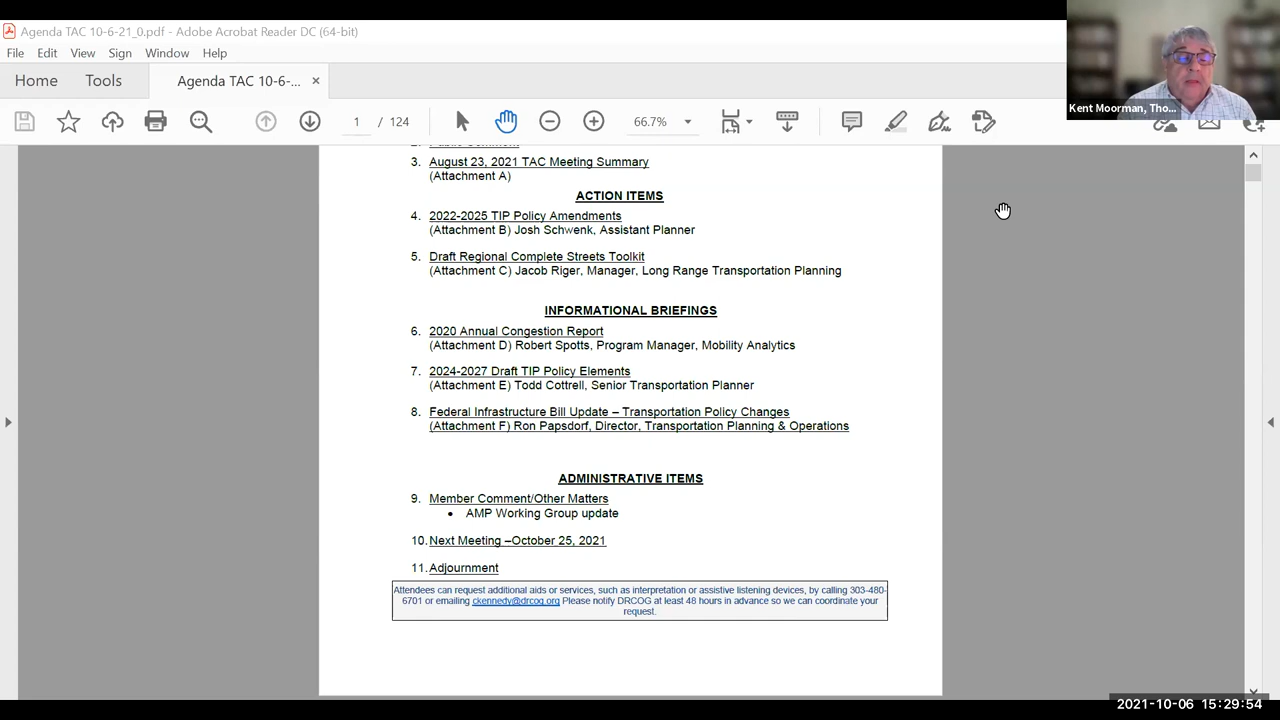 Agenda TAC 10-6-21_0.pdf - Adobe Acrobat Reader DC (64-bit)
File Edit View Sign Window Help
Home Tools Agenda TAC 10-6-... ×
1 / 124 66.7%
Kent Moorman, Tho...
3. August 23, 2021 TAC Meeting Summary
(Attachment A)
ACTION ITEMS
4. 2022-2025 TIP Policy Amendments
(Attachment B) Josh Schwenk, Assistant Planner
5. Draft Regional Complete Streets Toolkit
(Attachment C) Jacob Riger, Manager, Long Range Transportation Planning
INFORMATIONAL BRIEFINGS
6. 2020 Annual Congestion Report
(Attachment D) Robert Spotts, Program Manager, Mobility Analytics
7. 2024-2027 Draft TIP Policy Elements
(Attachment E) Todd Cottrell, Senior Transportation Planner
8. Federal Infrastructure Bill Update – Transportation Policy Changes
(Attachment F) Ron Papsdorf, Director, Transportation Planning & Operations
ADMINISTRATIVE ITEMS
9. Member Comment/Other Matters
• AMP Working Group update
10. Next Meeting –October 25, 2021
11. Adjournment
Attendees can request additional aids or services, such as interpretation or assistive listening devices, by calling 303-480-
6701 or emailing ckennedy@drcog.org Please notify DRCOG at least 48 hours in advance so we can coordinate your
request.
2021-10-06 15:29:54